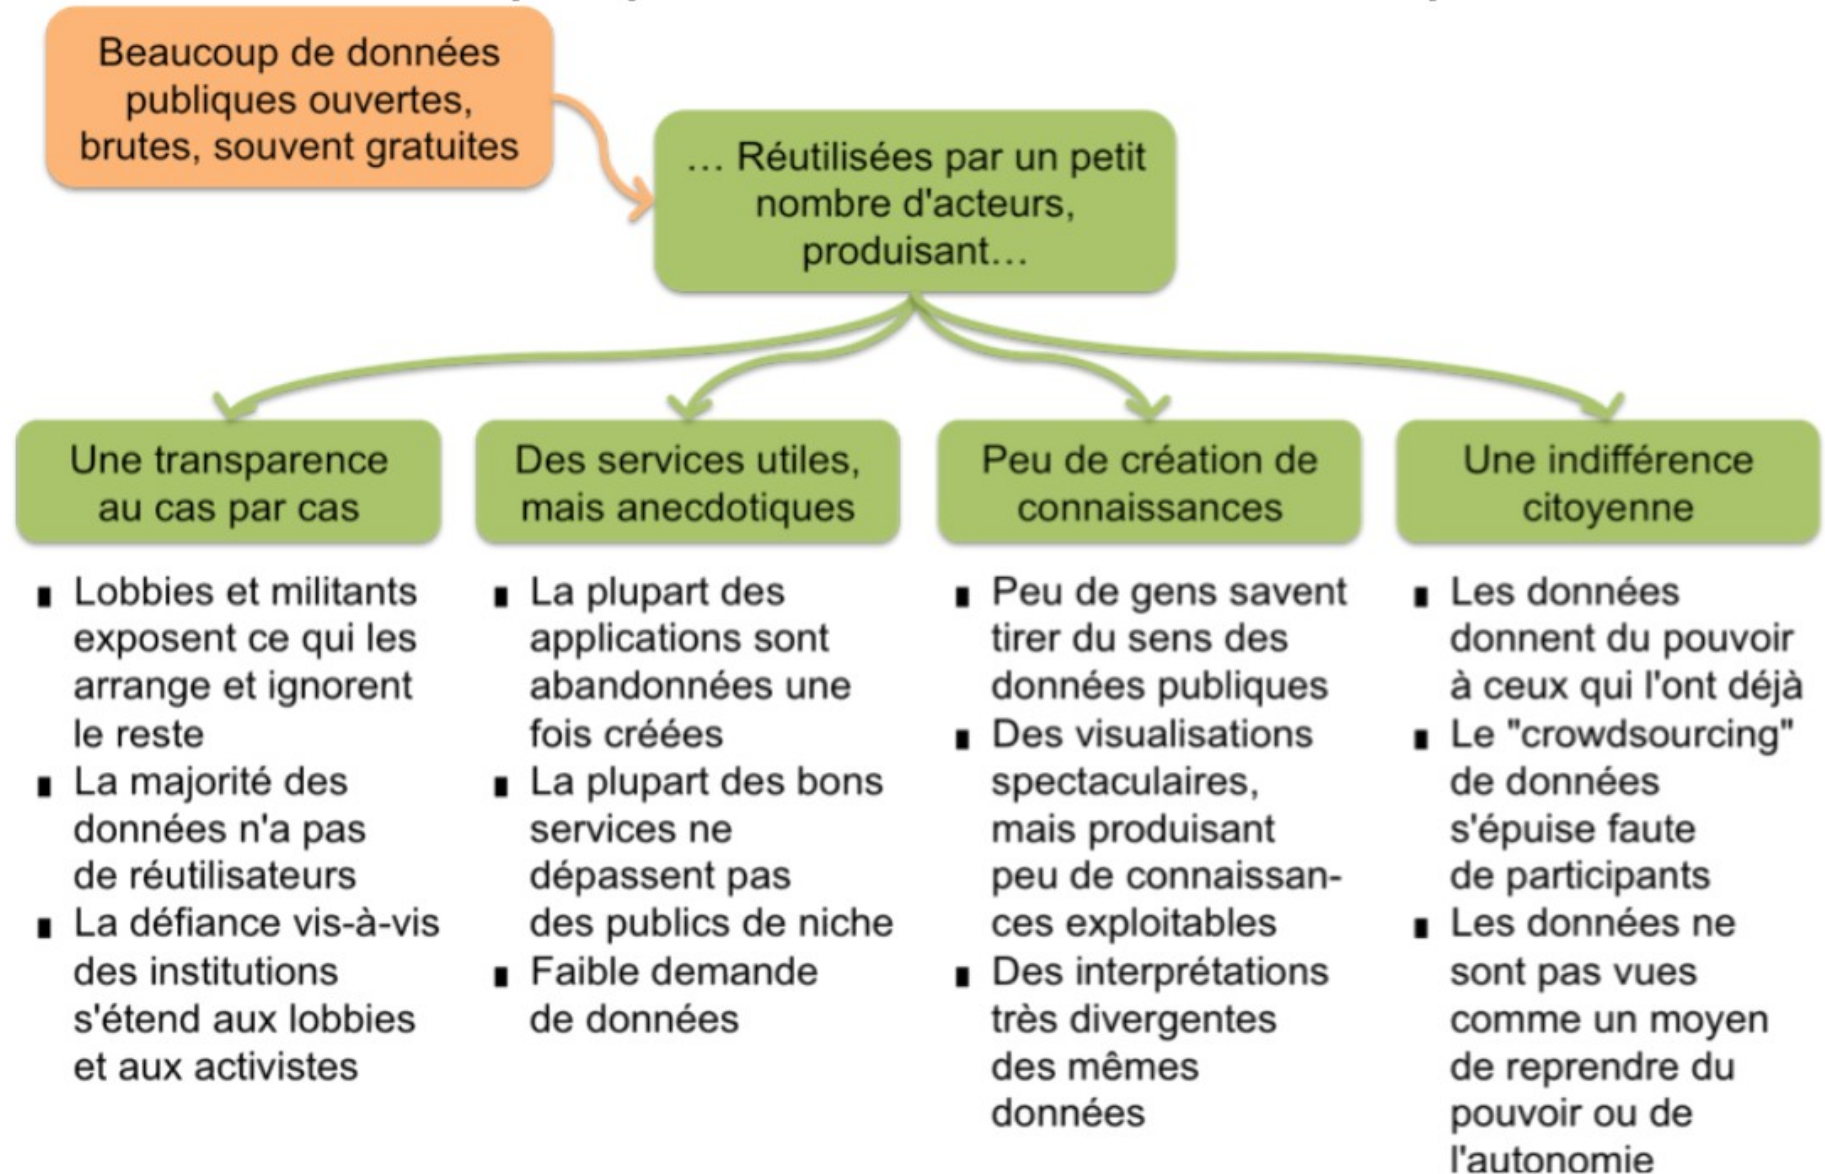 Beaucoup de données
publiques ouvertes,
brutes, souvent gratuites
… Réutilisées par un petit
nombre d'acteurs,
produisant…
Une transparence
au cas par cas
Lobbies et militants
exposent ce qui les
arrange et ignorent
le reste
La majorité des
données n'a pas
de réutilisateurs
La défiance vis-à-vis
des institutions
s'étend aux lobbies
et aux activistes
Des services utiles,
mais anecdotiques
La plupart des
applications sont
abandonnées une
fois créées
La plupart des bons
services ne
dépassent pas
des publics de niche
Faible demande
de données
Peu de création de
connaissances
Peu de gens savent
tirer du sens des
données publiques
Des visualisations
spectaculaires,
mais produisant
peu de connaissan-
ces exploitables
Des interprétations
très divergentes
des mêmes
données
Une indifférence
citoyenne
Les données
donnent du pouvoir
à ceux qui l'ont déjà
Le "crowdsourcing"
de données
s'épuise faute
de participants
Les données ne
sont pas vues
comme un moyen
de reprendre du
pouvoir ou de
l'autonomie